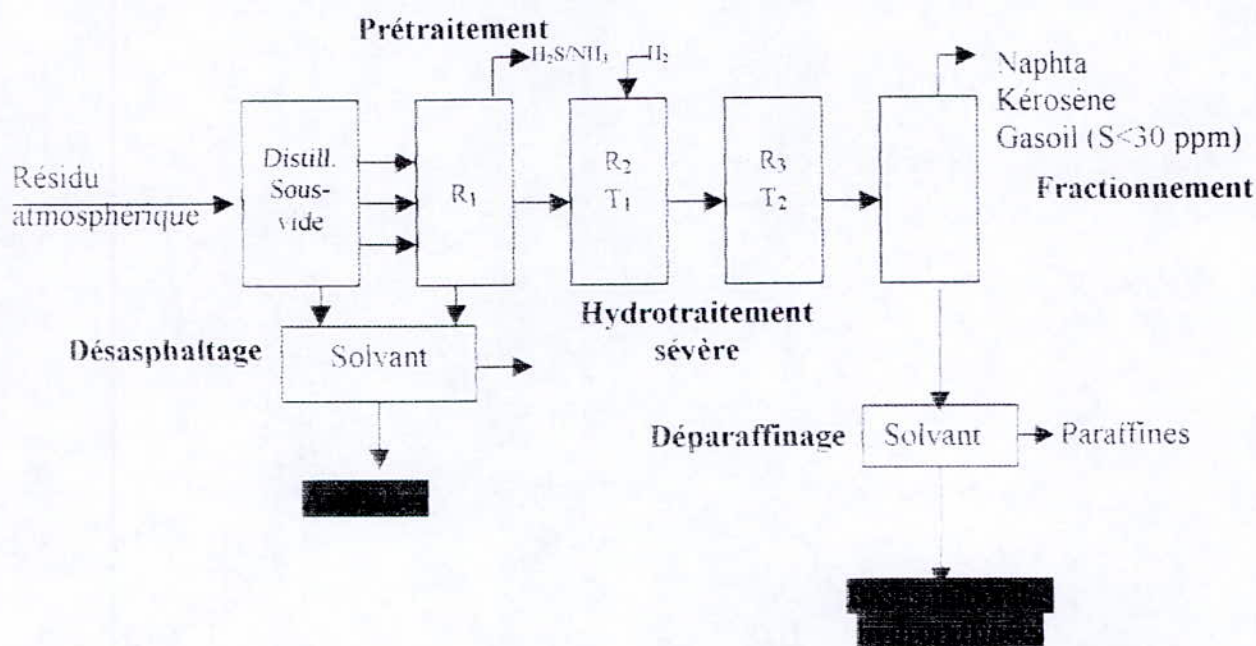 Prétraitement
H₂S/NH₃
H₂
Naphta
Kérosène
Gasoil (S<30 ppm)
Fractionnement
Résidu
atmosphérique
Distill.
Sous-
vide
R₁
R₂
T₁
R₃
T₂
Hydrotraitement
sévère
Désasphaltage
Solvant
Déparaffinage
Solvant
Paraffines